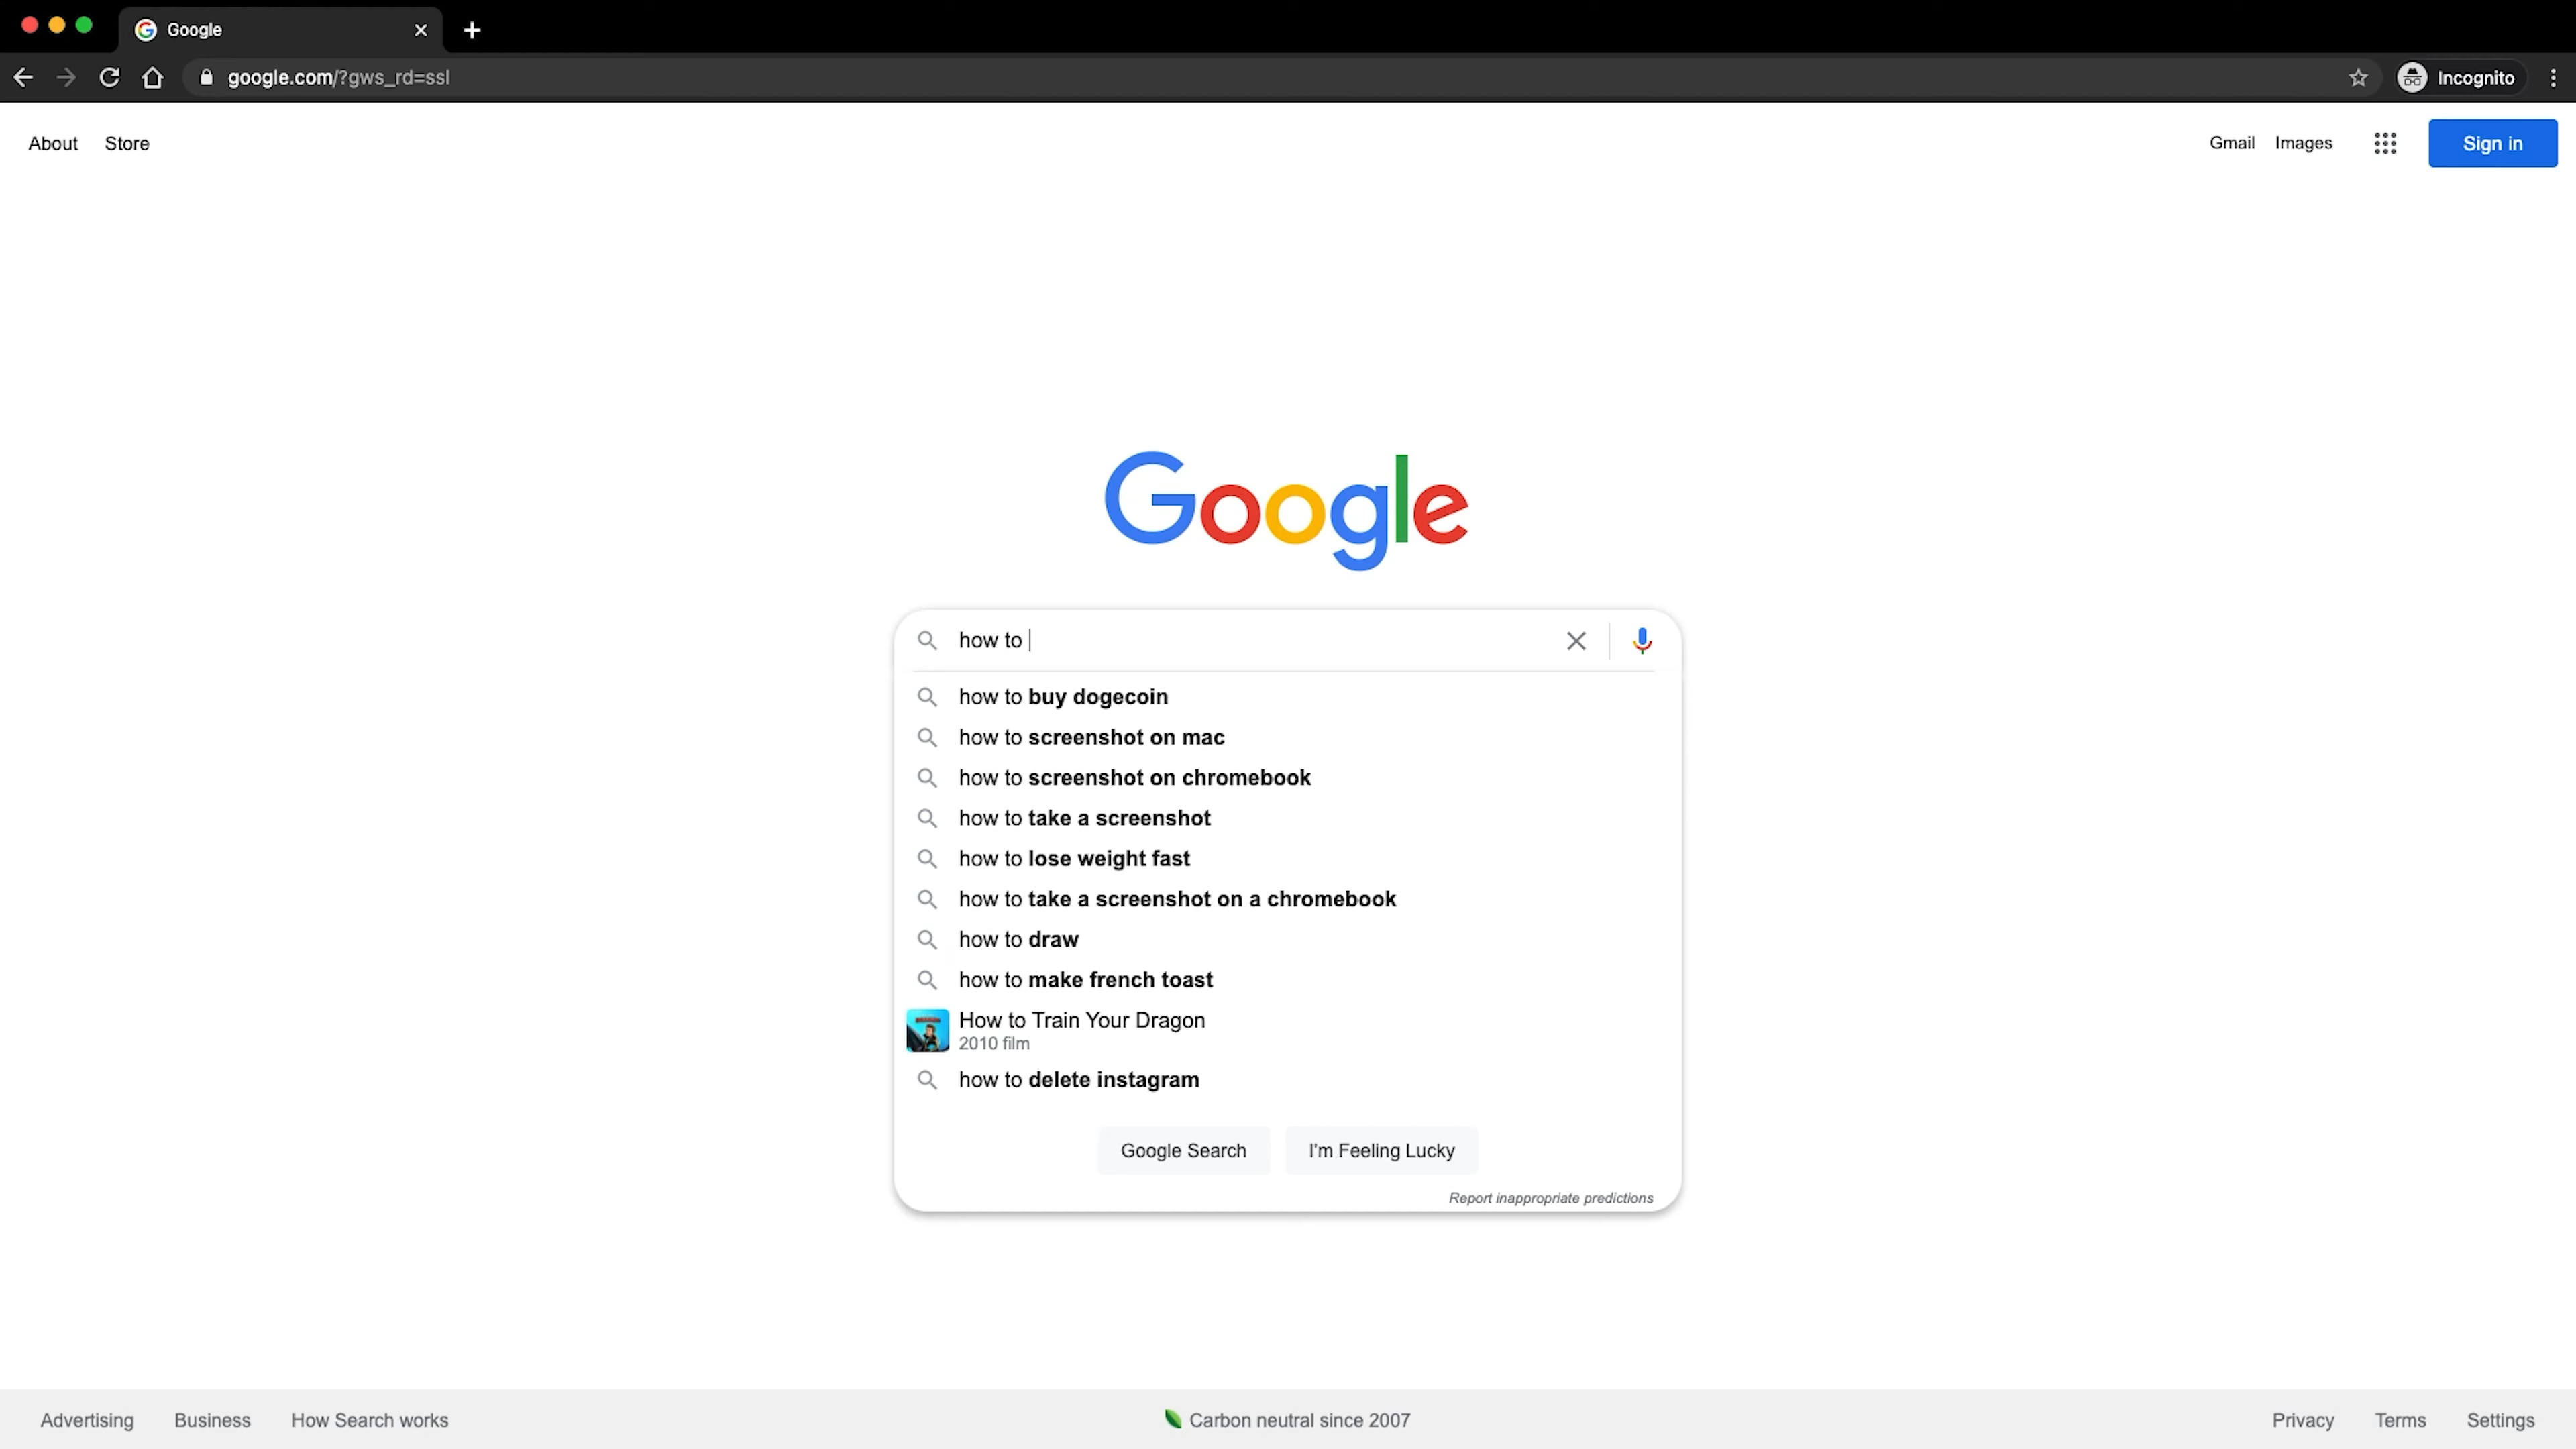 Google
google.com/?gws_rd=ssl
Incognito
About Store
Gmail Images Sign in
Google
how to
how to buy dogecoin
how to screenshot on mac
how to screenshot on chromebook
how to take a screenshot
how to lose weight fast
how to take a screenshot on a chromebook
how to draw
how to make french toast
How to Train Your Dragon
2010 film
how to delete instagram
Google Search I'm Feeling Lucky
Report inappropriate predictions
Advertising Business How Search works
Carbon neutral since 2007
Privacy Terms Settings